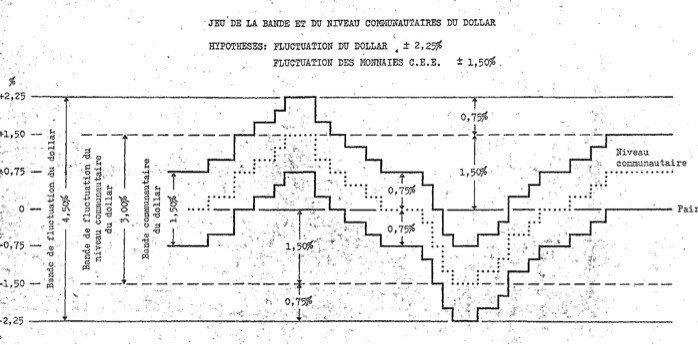 JEU DE LA BANDE ET DU NIVEAU COMMUNAUTAIRES DU DOLLAR
HYPOTHESES: FLUCTUATION DU DOLLAR ± 2,25%
FLUCTUATION DES MONNAIES C.E.E. ± 1,50%
%
+2,25
+1,50
+0,75
0
-0,75
-1,50
-2,25
Bande de fluctuation du dollar
4,50%
Bande de fluctuation du
niveau communautaire
du dollar
3,00%
Bande communautaire
du dollar
1,50%
1,50%
0,75%
0,75%
0,75%
0,75%
1,50%
Niveau
communautaire